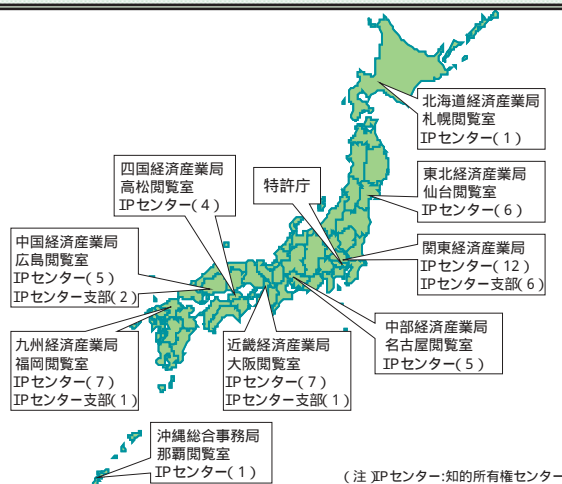 北海道経済産業局
札幌閲覧室
IPセンター(1)
東北経済産業局
仙台閲覧室
IPセンター(6)
四国経済産業局
高松閲覧室
IPセンター(4)
特許庁
中国経済産業局
広島閲覧室
IPセンター(5)
IPセンター支部(2)
関東経済産業局
IPセンター(12)
IPセンター支部(6)
九州経済産業局
福岡閲覧室
IPセンター(7)
IPセンター支部(1)
近畿経済産業局
大阪閲覧室
IPセンター(7)
IPセンター支部(1)
中部経済産業局
名古屋閲覧室
IPセンター(5)
沖縄総合事務局
那覇閲覧室
IPセンター(1)
(注)IPセンター:知的所有権センター